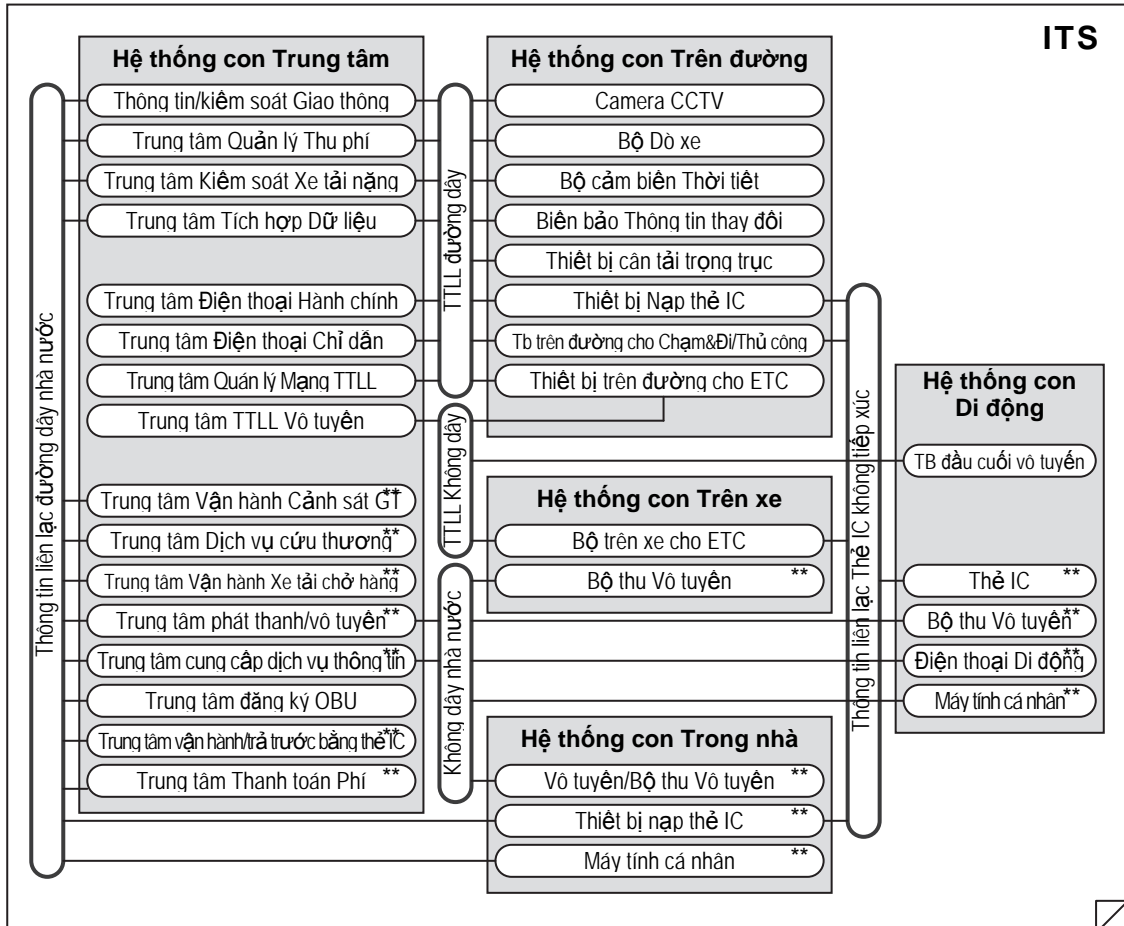 ITS
Hệ thống con Trung tâm
Thông tin/kiểm soát Giao thông
Trung tâm Quản lý Thu phí
Trung tâm Kiểm soát Xe tải nặng
Trung tâm Tích hợp Dữ liệu
Trung tâm Điện thoại Hành chính
Trung tâm Điện thoại Chỉ dẫn
Trung tâm Quán lý Mạng TTLL
Trung tâm TTLL Vô tuyến
Trung tâm Vận hành Cảnh sát GT**
Trung tâm Dịch vụ cứu thương**
Trung tâm Vận hành Xe tải chở hàng**
Trung tâm phát thanh/vô tuyến**
Trung tâm cung cấp dịch vụ thông tin**
Trung tâm đăng ký OBU
Trung tâm vận hành/trả trước bằng thẻ IC**
Trung tâm Thanh toán Phí **
Thông tin liên lạc đường dây nhà nước
TTLL đường dây
TTLL Không dây
Không dây nhà nước
Hệ thống con Trên đường
Camera CCTV
Bộ Dò xe
Bộ cảm biến Thời tiết
Biển bảo Thông tin thay đổi
Thiết bị cân tải trọng trục
Thiết bị Nạp thẻ IC
Tb trên đường cho Chạm&Đi/Thủ công
Thiết bị trên đường cho ETC
Hệ thống con Trên xe
Bộ trên xe cho ETC
Bộ thu Vô tuyến **
Hệ thống con Trong nhà
Vô tuyến/Bộ thu Vô tuyến **
Thiết bị nạp thẻ IC **
Máy tính cá nhân **
Thông tin liên lạc Thẻ IC không tiếp xúc
Hệ thống con
Di động
TB đầu cuối vô tuyến
Thẻ IC **
Bộ thu Vô tuyến**
Điện thoại Di động**
Máy tính cá nhân**